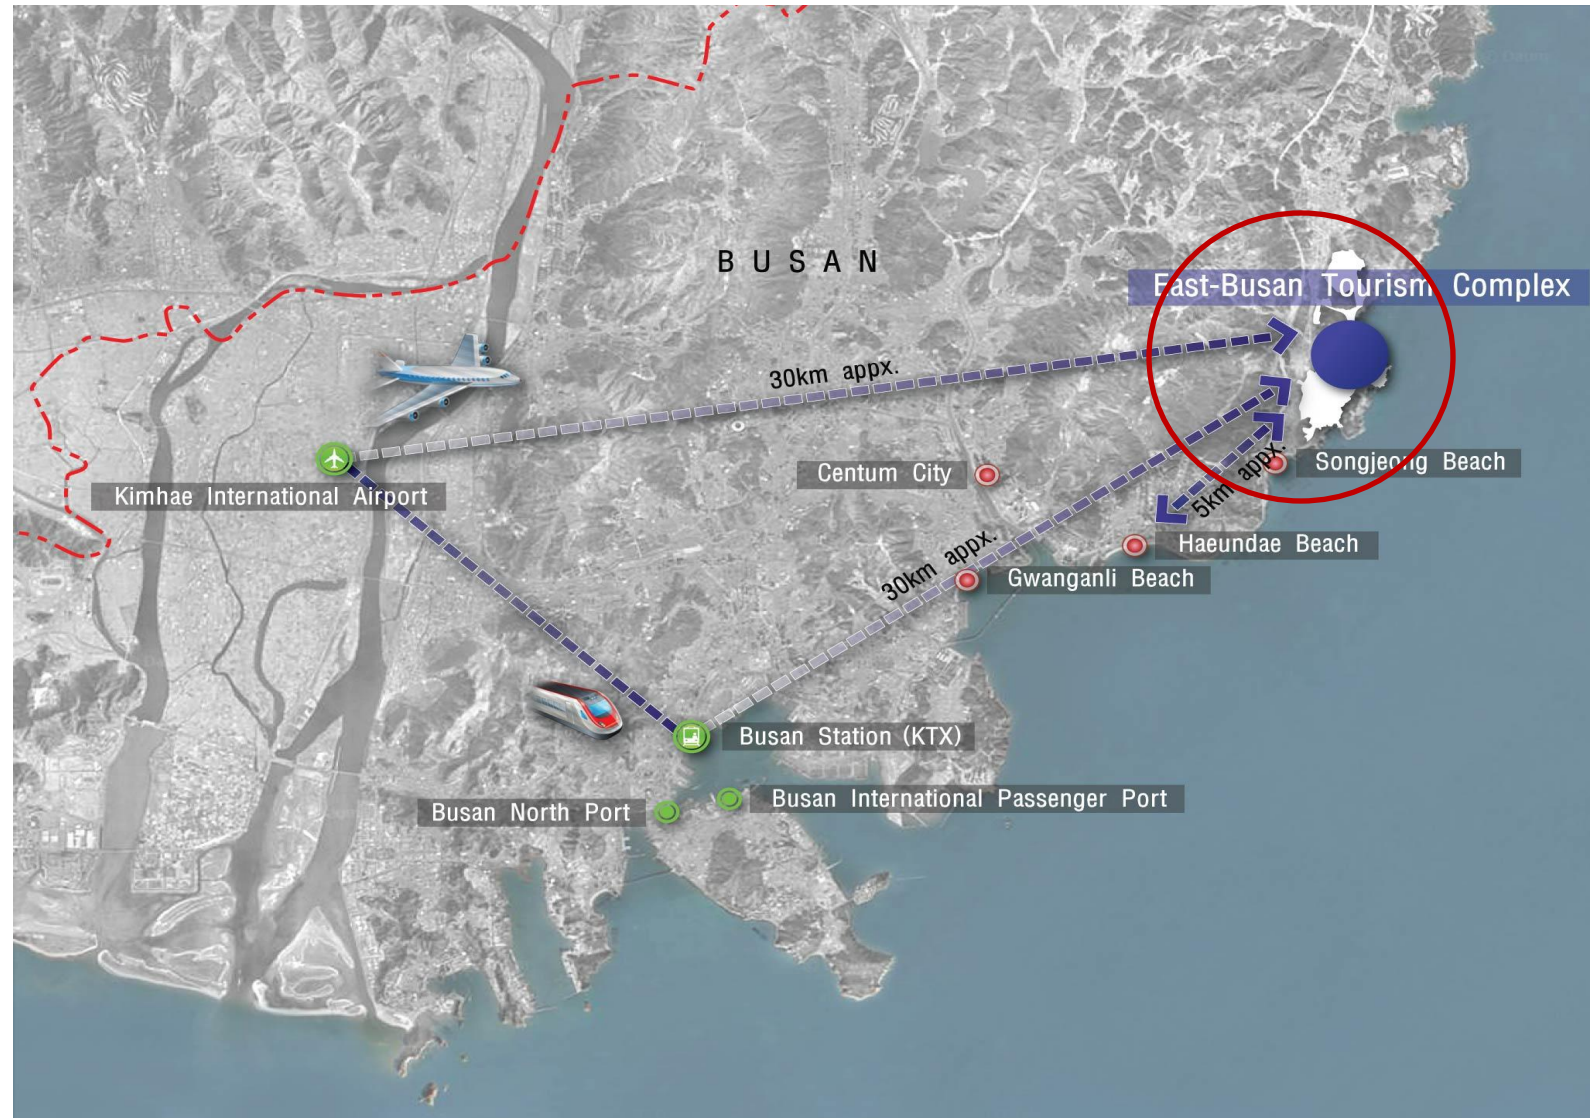 © Daum
BUSAN
East-Busan Tourism Complex
30km appx.
Centum City
Songjeong Beach
5km appx.
Kimhae International Airport
Haeundae Beach
30km appx.
Gwanganli Beach
Busan Station (KTX)
Busan International Passenger Port
Busan North Port